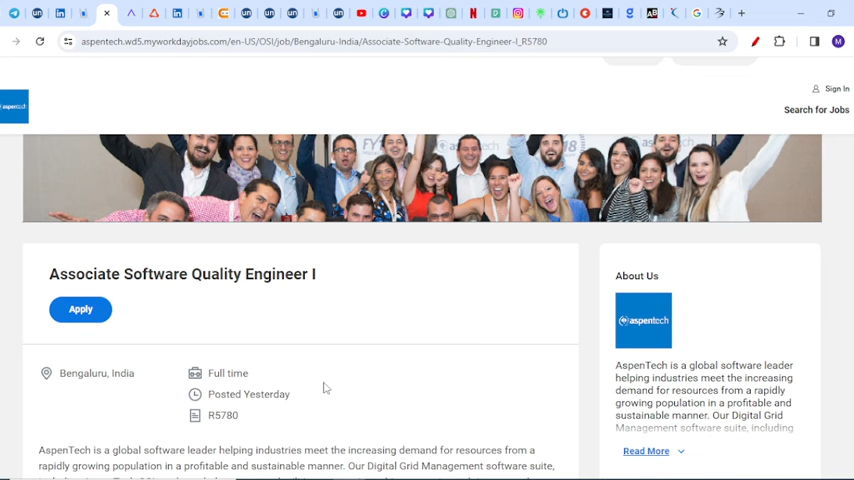 aspentech.wd5.myworkdayjobs.com/en-US/OSI/job/Bengaluru-India/Associate-Software-Quality-Engineer-I_R5780
M
Sign In
aspentech
Search for Jobs
FY
18
aspentech
Associate Software Quality Engineer I
Apply
Bengaluru, India
Full time
Posted Yesterday
R5780
AspenTech is a global software leader helping industries meet the increasing demand for resources from a
rapidly growing population in a profitable and sustainable manner. Our Digital Grid Management software suite,
About Us
aspentech
AspenTech is a global software leader
helping industries meet the increasing
demand for resources from a rapidly
growing population in a profitable and
sustainable manner. Our Digital Grid
Management software suite, including
Read More